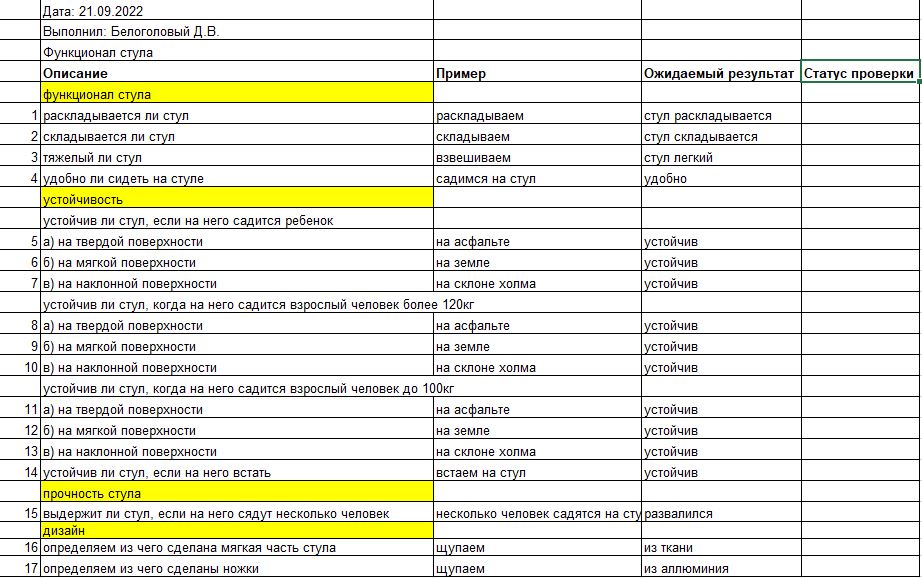 Дата: 21.09.2022
Выполнил: Белоголовый Д.В.
Функционал стула
Описание Пример Ожидаемый результат Статус проверки
функционал стула
1 раскладывается ли стул раскладываем стул раскладывается
2 складывается ли стул складываем стул складывается
3 тяжелый ли стул взвешиваем стул легкий
4 удобно ли сидеть на стуле садимся на стул удобно
устойчивость
устойчив ли стул, если на него садится ребенок
5 а) на твердой поверхности на асфальте устойчив
6 б) на мягкой поверхности на земле устойчив
7 в) на наклонной поверхности на склоне холма устойчив
устойчив ли стул, когда на него садится взрослый человек более 120кг
8 а) на твердой поверхности на асфальте устойчив
9 б) на мягкой поверхности на земле устойчив
10 в) на наклонной поверхности на склоне холма устойчив
устойчив ли стул, когда на него садится взрослый человек до 100кг
11 а) на твердой поверхности на асфальте устойчив
12 б) на мягкой поверхности на земле устойчив
13 в) на наклонной поверхности на склоне холма устойчив
14 устойчив ли стул, если на него встать встаем на стул устойчив
прочность стула
15 выдержит ли стул, если на него сядут несколько человек несколько человек садятся на сту развалился
дизайн
16 определяем из чего сделана мягкая часть стула щупаем из ткани
17 определяем из чего сделаны ножки щупаем из аллюминия